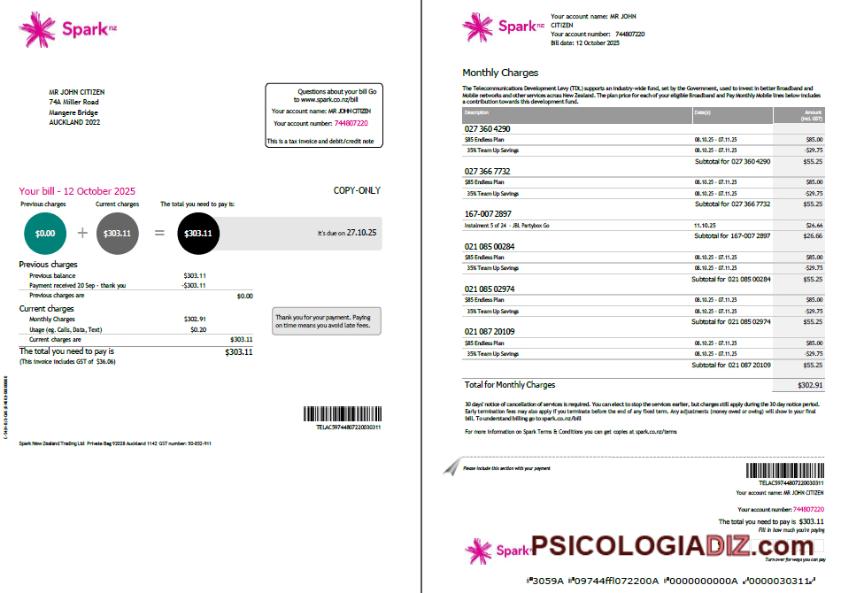 Spark nz
MR JOHN CITIZEN
74A Miller Road
Mangere Bridge
AUCKLAND 2022
Questions about your bill Go
to www.spark.co.nz/bill
Your account name: MR JOHN CITIZEN
Your account number: 744807220
This is a tax invoice and debit/credit note
Your bill - 12 October 2025
COPY-ONLY
Previous charges Current charges The total you need to pay is:
$0.00 + $303.11 = $303.11 It's due on 27.10.25
Previous charges
Previous balance $303.11
Payment received 20 Sep - thank you -$303.11
Previous charges are $0.00
Current charges
Monthly Charges $302.91
Usage (eg. Calls, Data, Text) $0.20
Current charges are $303.11
The total you need to pay is $303.11
(This invoice includes GST of $36.06)
Thank you for your payment. Paying
on time means you avoid late fees.
TELAC59744807220030311
Spark New Zealand Trading Ltd Private Bag 92028 Auckland 1142 GST number: 
Spark nz
Your account name: MR JOHN
CITIZEN
Your account number: 744807220
Bill date: 12 October 2025
Monthly Charges
The Telecommunications Development Levy (TDL) supports an industry-wide fund, set by the Government, used to invest in better Broadband and
Mobile networks and other services across New Zealand. The plan price for each of your eligible Broadband and Pay Monthly Mobile lines below includes
a contribution towards this development fund.
Description Date(s) Amount
(incl. GST)
027 360 4290
$85 Endless Plan 08.10.25 - 07.11.25 $85.00
35% Team Up Savings 08.10.25 - 07.11.25 -$29.75
Subtotal for 027 360 4290 $55.25
027 366 7732
$85 Endless Plan 08.10.25 - 07.11.25 $85.00
35% Team Up Savings 08.10.25 - 07.11.25 -$29.75
Subtotal for 027 366 7732 $55.25
167-007 2897
Instalment 5 of 24 - JBL Partybox Go 11.10.25 $26.66
Subtotal for 167-007 2897 $26.66
021 085 00284
$85 Endless Plan 08.10.25 - 07.11.25 $85.00
35% Team Up Savings 08.10.25 - 07.11.25 -$29.75
Subtotal for 021 085 00284 $55.25
021 085 02974
$85 Endless Plan 08.10.25 - 07.11.25 $85.00
35% Team Up Savings 08.10.25 - 07.11.25 -$29.75
Subtotal for 021 085 02974 $55.25
021 087 20109
$85 Endless Plan 08.10.25 - 07.11.25 $85.00
35% Team Up Savings 08.10.25 - 07.11.25 -$29.75
Subtotal for 021 087 20109 $55.25
Total for Monthly Charges $302.91
30 days' notice of cancellation of services is required. You can elect to stop the services earlier, but charges still apply during the 30 day notice period.
Early termination fees may also apply if you terminate before the end of any fixed term. Any adjustments (money owed or owing) will show in your final
bill. To understand billing go to spark.co.nz/bill
For more information on Spark Terms & Conditions you can get copies at spark.co.nz/terms
Please include this section with your payment
TELAC59744807220030311
Your account name: MR JOHN CITIZEN
Your account number: 744807220
The total you need to pay is $303.11
Fill in how much you're paying
Spark
PSICOLOGIADIZ.com
Turn over for ways you can pay
3059A 09744ffl072200A 0000000000A 0000030311